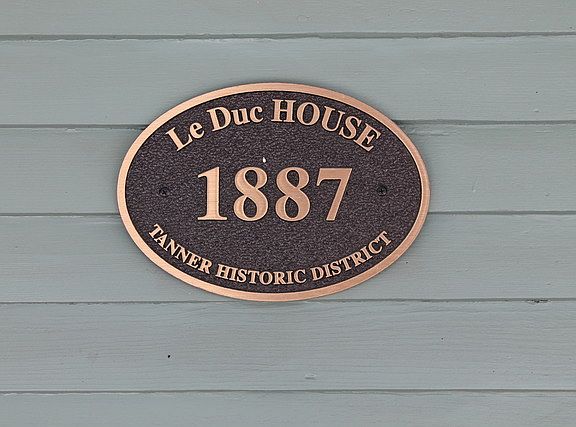 Le Duc HOUSE
1887
TANNER HISTORIC DISTRICT